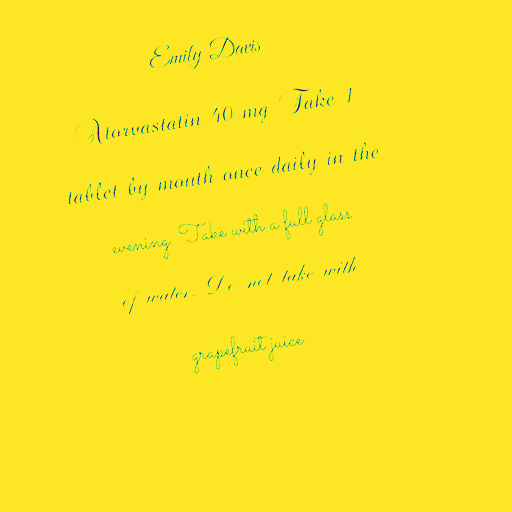 Emily Davis
Atorvastatin 40 mg Take 1
tablet by mouth once daily in the
evening Take with a full glass
of water. Do not take with
grapefruit juice.